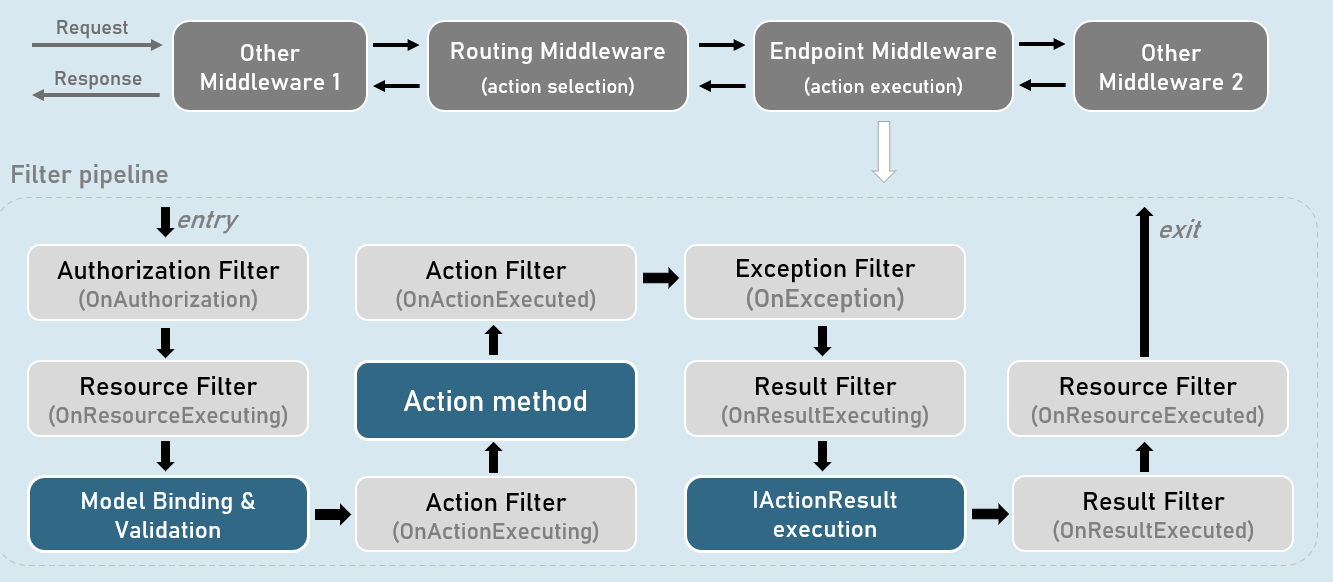 Request
Response
Other
Middleware 1
Routing Middleware
(action selection)
Endpoint Middleware
(action execution)
Other
Middleware 2
Filter pipeline
entry
Authorization Filter
(OnAuthorization)
Resource Filter
(OnResourceExecuting)
Model Binding &
Validation
Action Filter
(OnActionExecuting)
Action method
Action Filter
(OnActionExecuted)
Exception Filter
(OnException)
Result Filter
(OnResultExecuting)
IActionResult
execution
Result Filter
(OnResultExecuted)
Resource Filter
(OnResourceExecuted)
exit